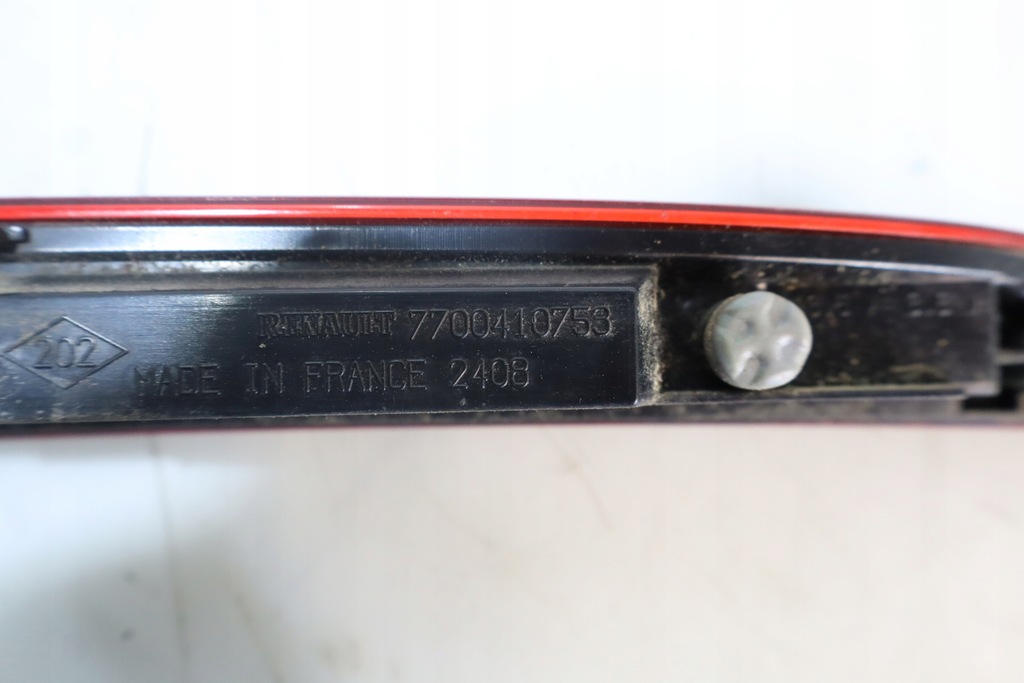 RENAULT 7700410753
202
MADE IN FRANCE 2408